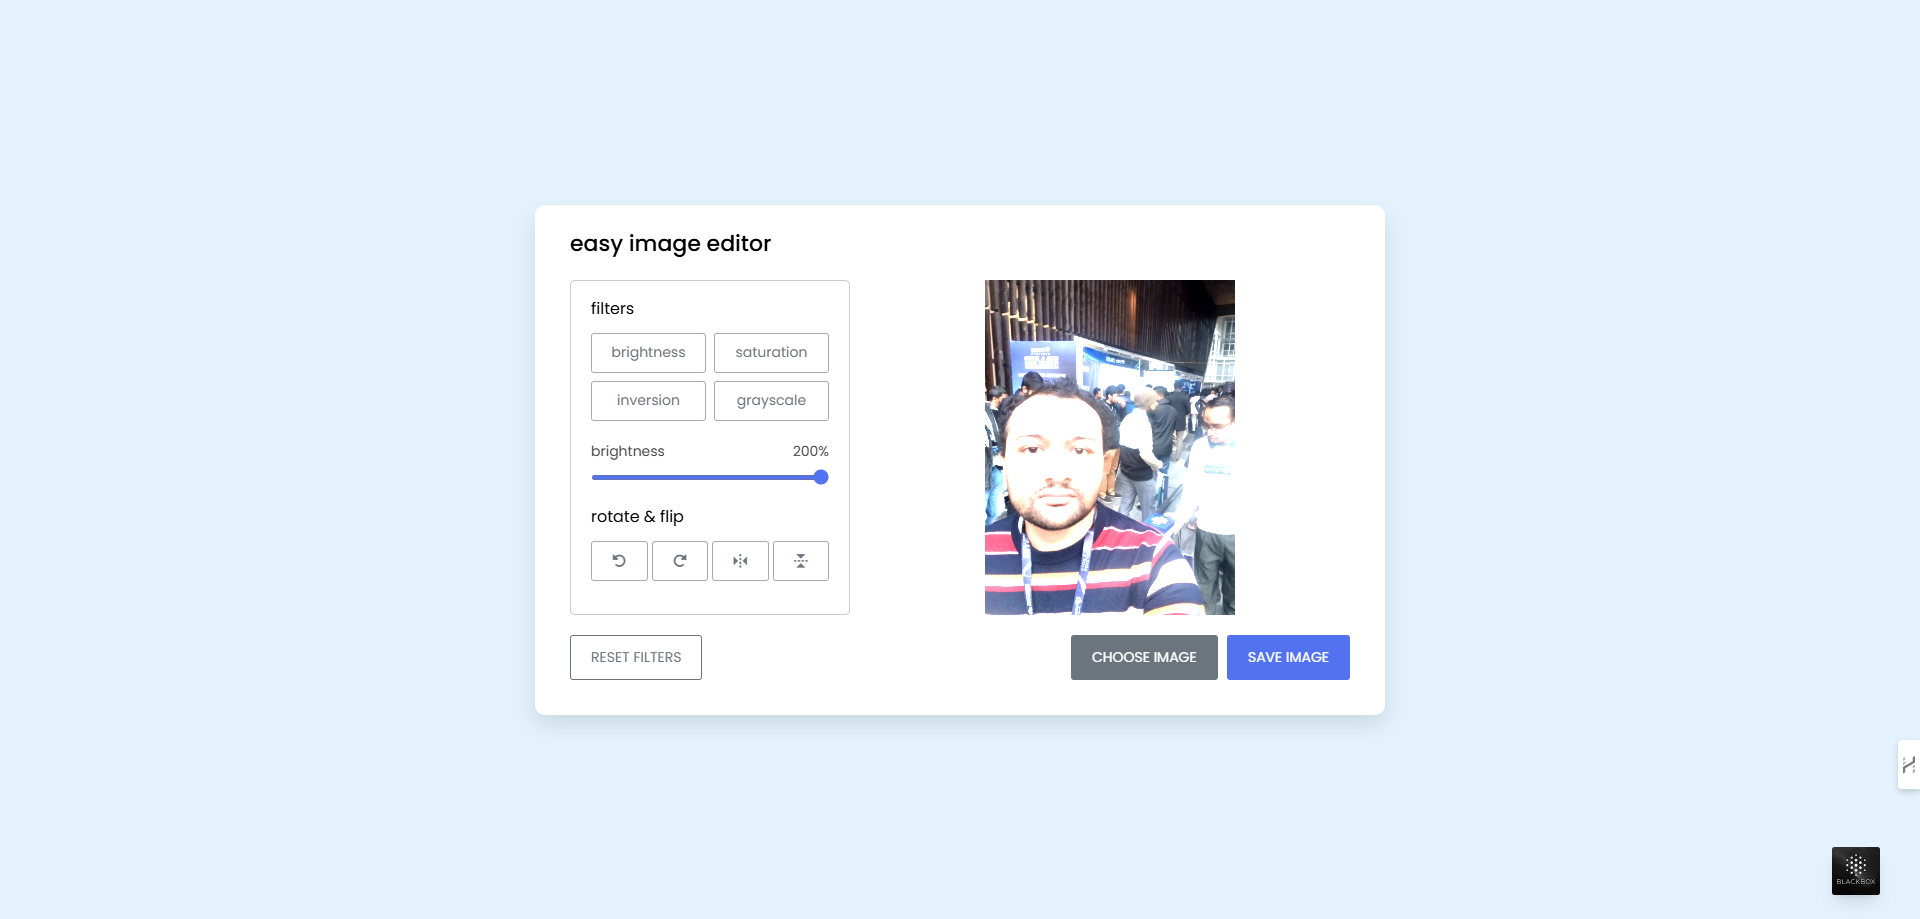 easy image editor
filters
brightness saturation
inversion grayscale
brightness 200%
rotate & flip
RESET FILTERS
CHOOSE IMAGE SAVE IMAGE
BLACKBOX